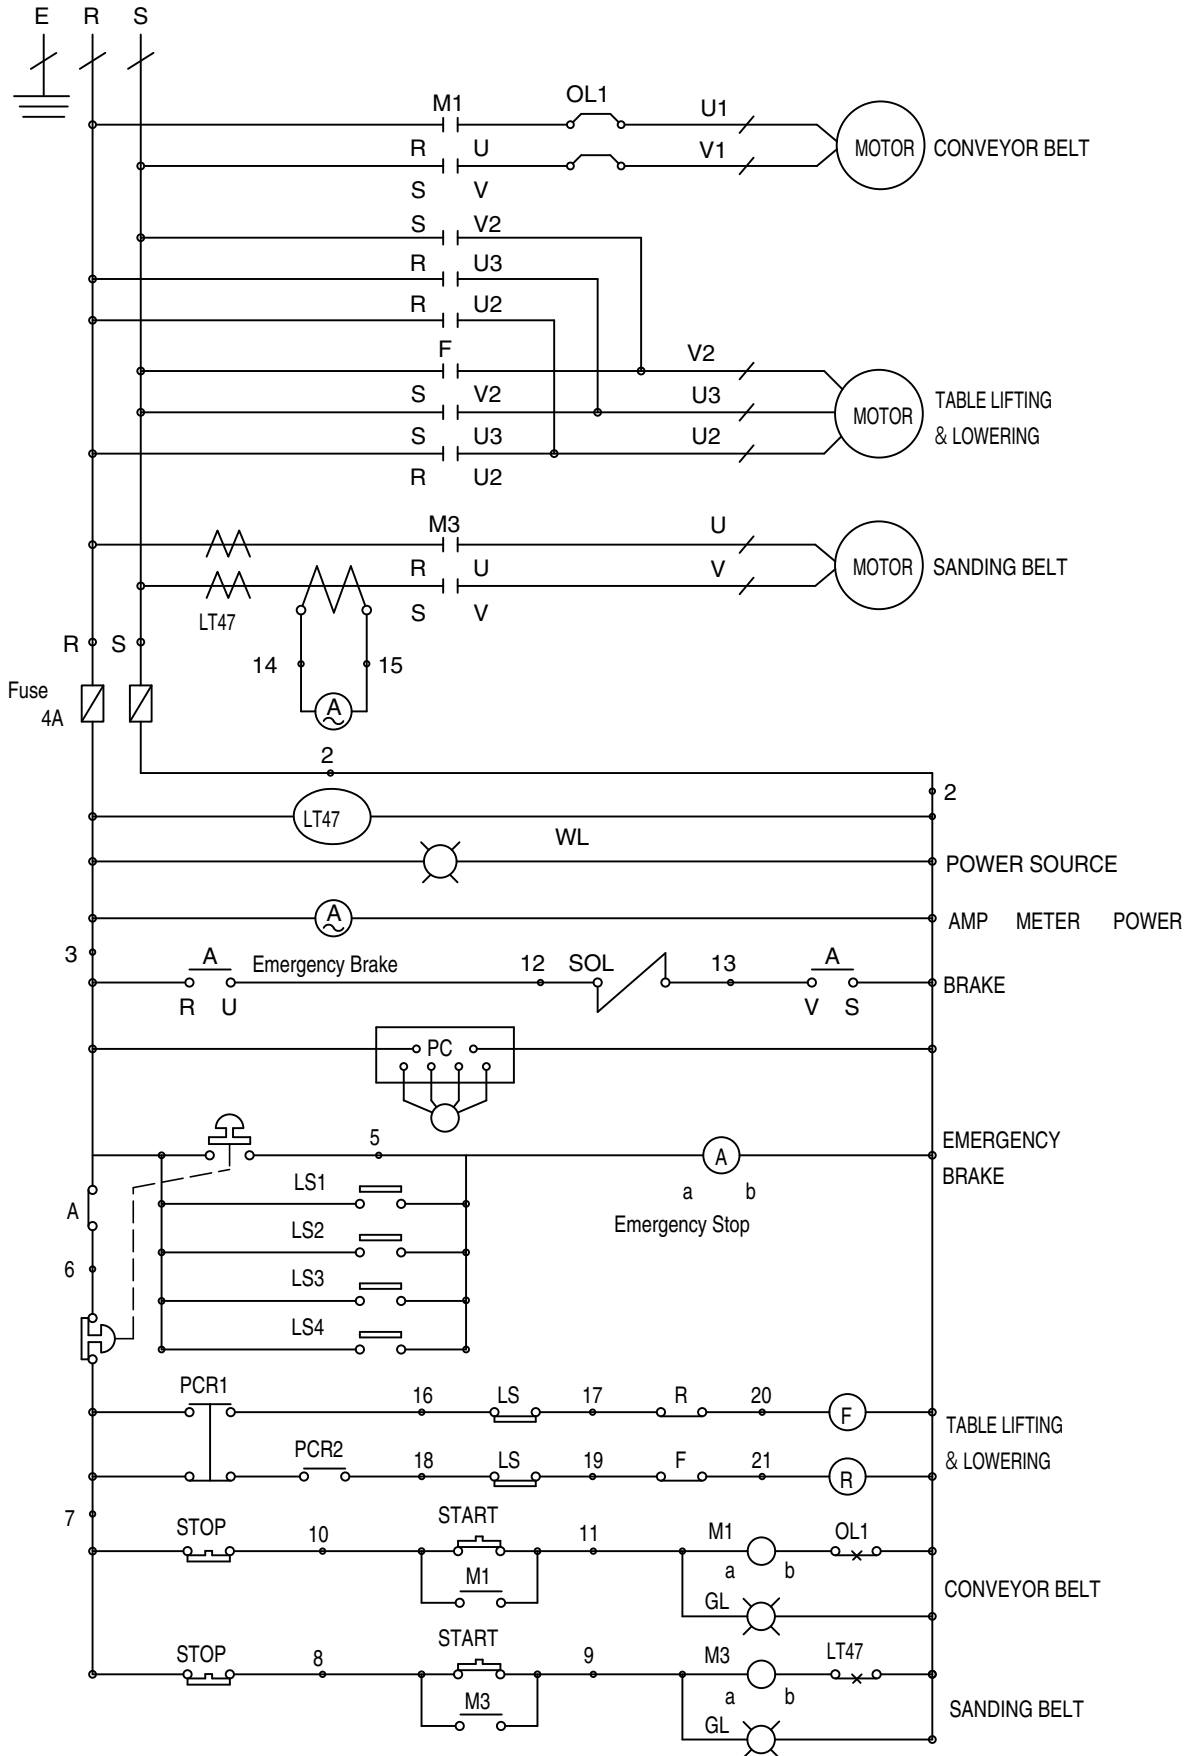 E R S
M1 OL1 U1
MOTOR CONVEYOR BELT
R U V1
S V
S V2
R U3
R U2
F V2
S V2 U3
MOTOR TABLE LIFTING
& LOWERING
S U3 U2
R U2
M3 U
MOTOR SANDING BELT
R U V
S V
LT47
R S
14 15
Fuse
4A
A
2
2
LT47
WL
POWER SOURCE
A
AMP METER POWER
3
A Emergency Brake 12 SOL 13 A
BRAKE
R U V S
PC
5
EMERGENCY
BRAKE
A
a b
Emergency Stop
LS1
A
LS2
6
LS3
LS4
PCR1 16 LS 17 R 20
F
TABLE LIFTING
& LOWERING
PCR2 18 LS 19 F 21
R
7
STOP 10 START 11 M1 OL1
M1 a b
CONVEYOR BELT
GL
STOP 8 START 9 M3 LT47
M3 a b
SANDING BELT
GL